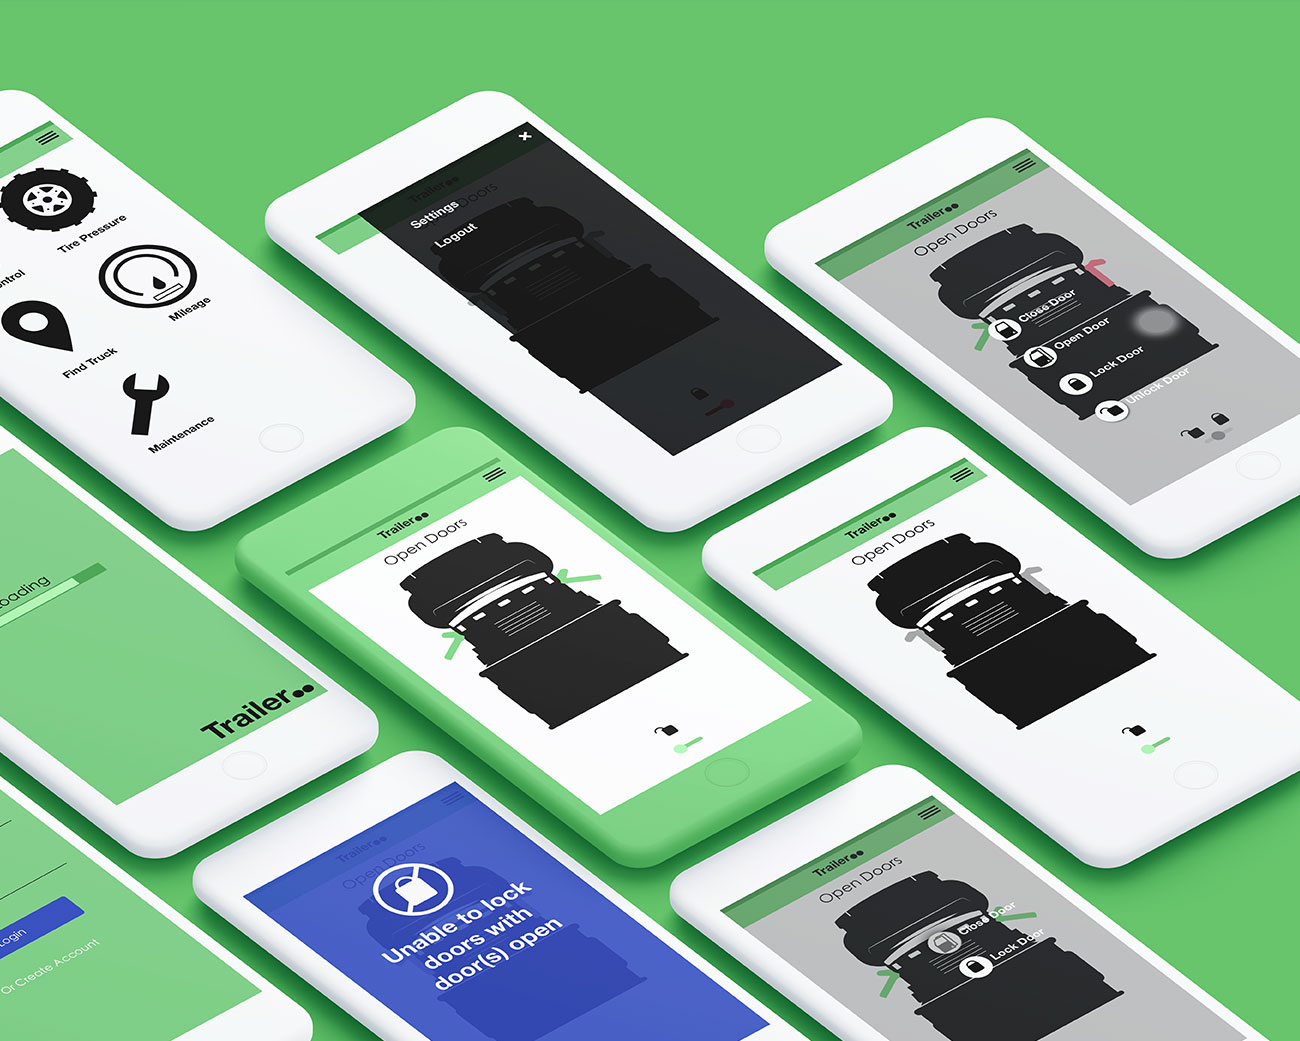 Tire Pressure
ontrol
Mileage
Find Truck
Maintenance
Trailer
Doors
Settings
Logout
Trailer
Open Doors
Close Door
Open Door
Lock Door
Unlock Door
oading
Trailer
Trailer
Open Doors
Trailer
Open Doors
Login
Or Create Account
Trailer
Open Doors
Unable to lock
doors with
door(s) open
Trailer
Open Doors
Close Door
Lock Door